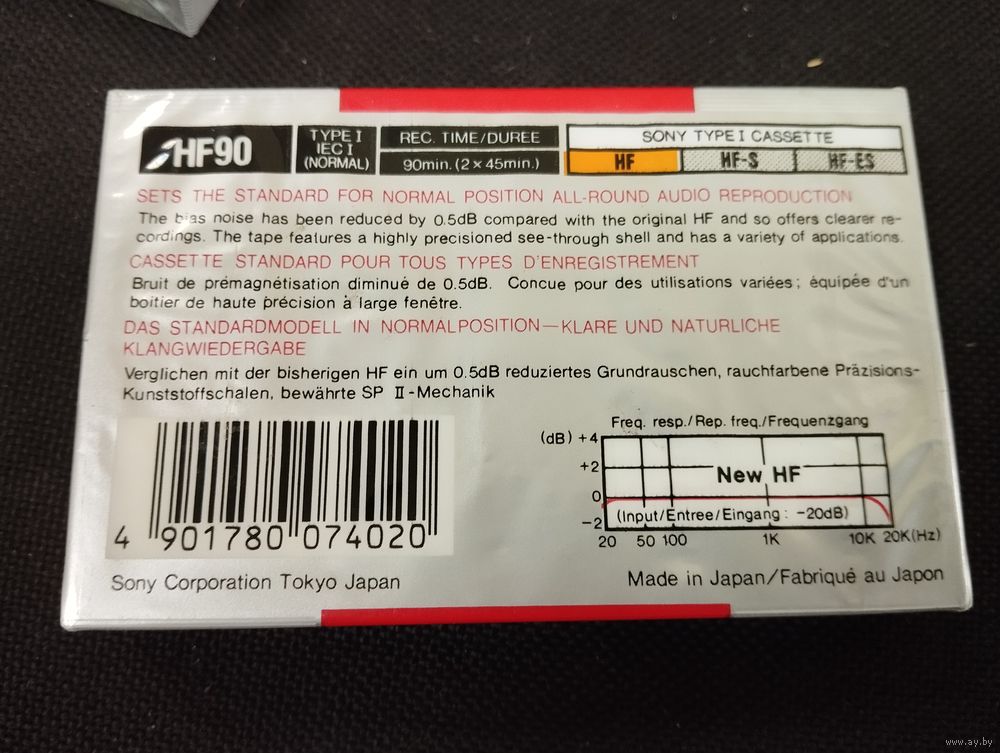 HF90
TYPE I
IEC I
(NORMAL)
REC. TIME/DUREE
90min. (2×45min.)
SONY TYPE I CASSETTE
HF HF-S HF-ES
SETS THE STANDARD FOR NORMAL POSITION ALL-ROUND AUDIO REPRODUCTION
The bias noise has been reduced by 0.5dB compared with the original HF and so offers clearer re-
cordings. The tape features a highly precisioned see-through shell and has a variety of applications.
CASSETTE STANDARD POUR TOUS TYPES D'ENREGISTREMENT
Bruit de prémagnétisation diminué de 0.5dB. Concue pour des utilisations variées; équipée d'un
boitier de haute précision à large fenêtre.
DAS STANDARDMODELL IN NORMALPOSITION—KLARE UND NATURLICHE
KLANGWIEDERGABE
Verglichen mit der bisherigen HF ein um 0.5dB reduziertes Grundrauschen, rauchfarbene Präzisions-
Kunststoffschalen, bewährte SP II-Mechanik
Freq. resp./Rep. freq./Frequenzgang
(dB) +4
+2
New HF
0
(Input/Entree/Eingang: -20dB)
-2
20 50 100 1K 10K 20K(Hz)
4 901780 074020
Sony Corporation Tokyo Japan
Made in Japan/Fabriqué au Japon
www.ay.by